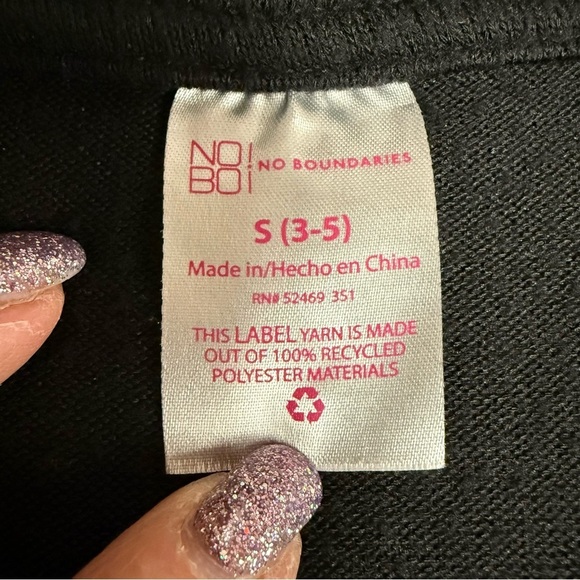 NO!
BO¡
NO BOUNDARIES
S (3-5)
Made in/Hecho en China
RN# 52469 351
THIS LABEL YARN IS MADE
OUT OF 100% RECYCLED
POLYESTER MATERIALS